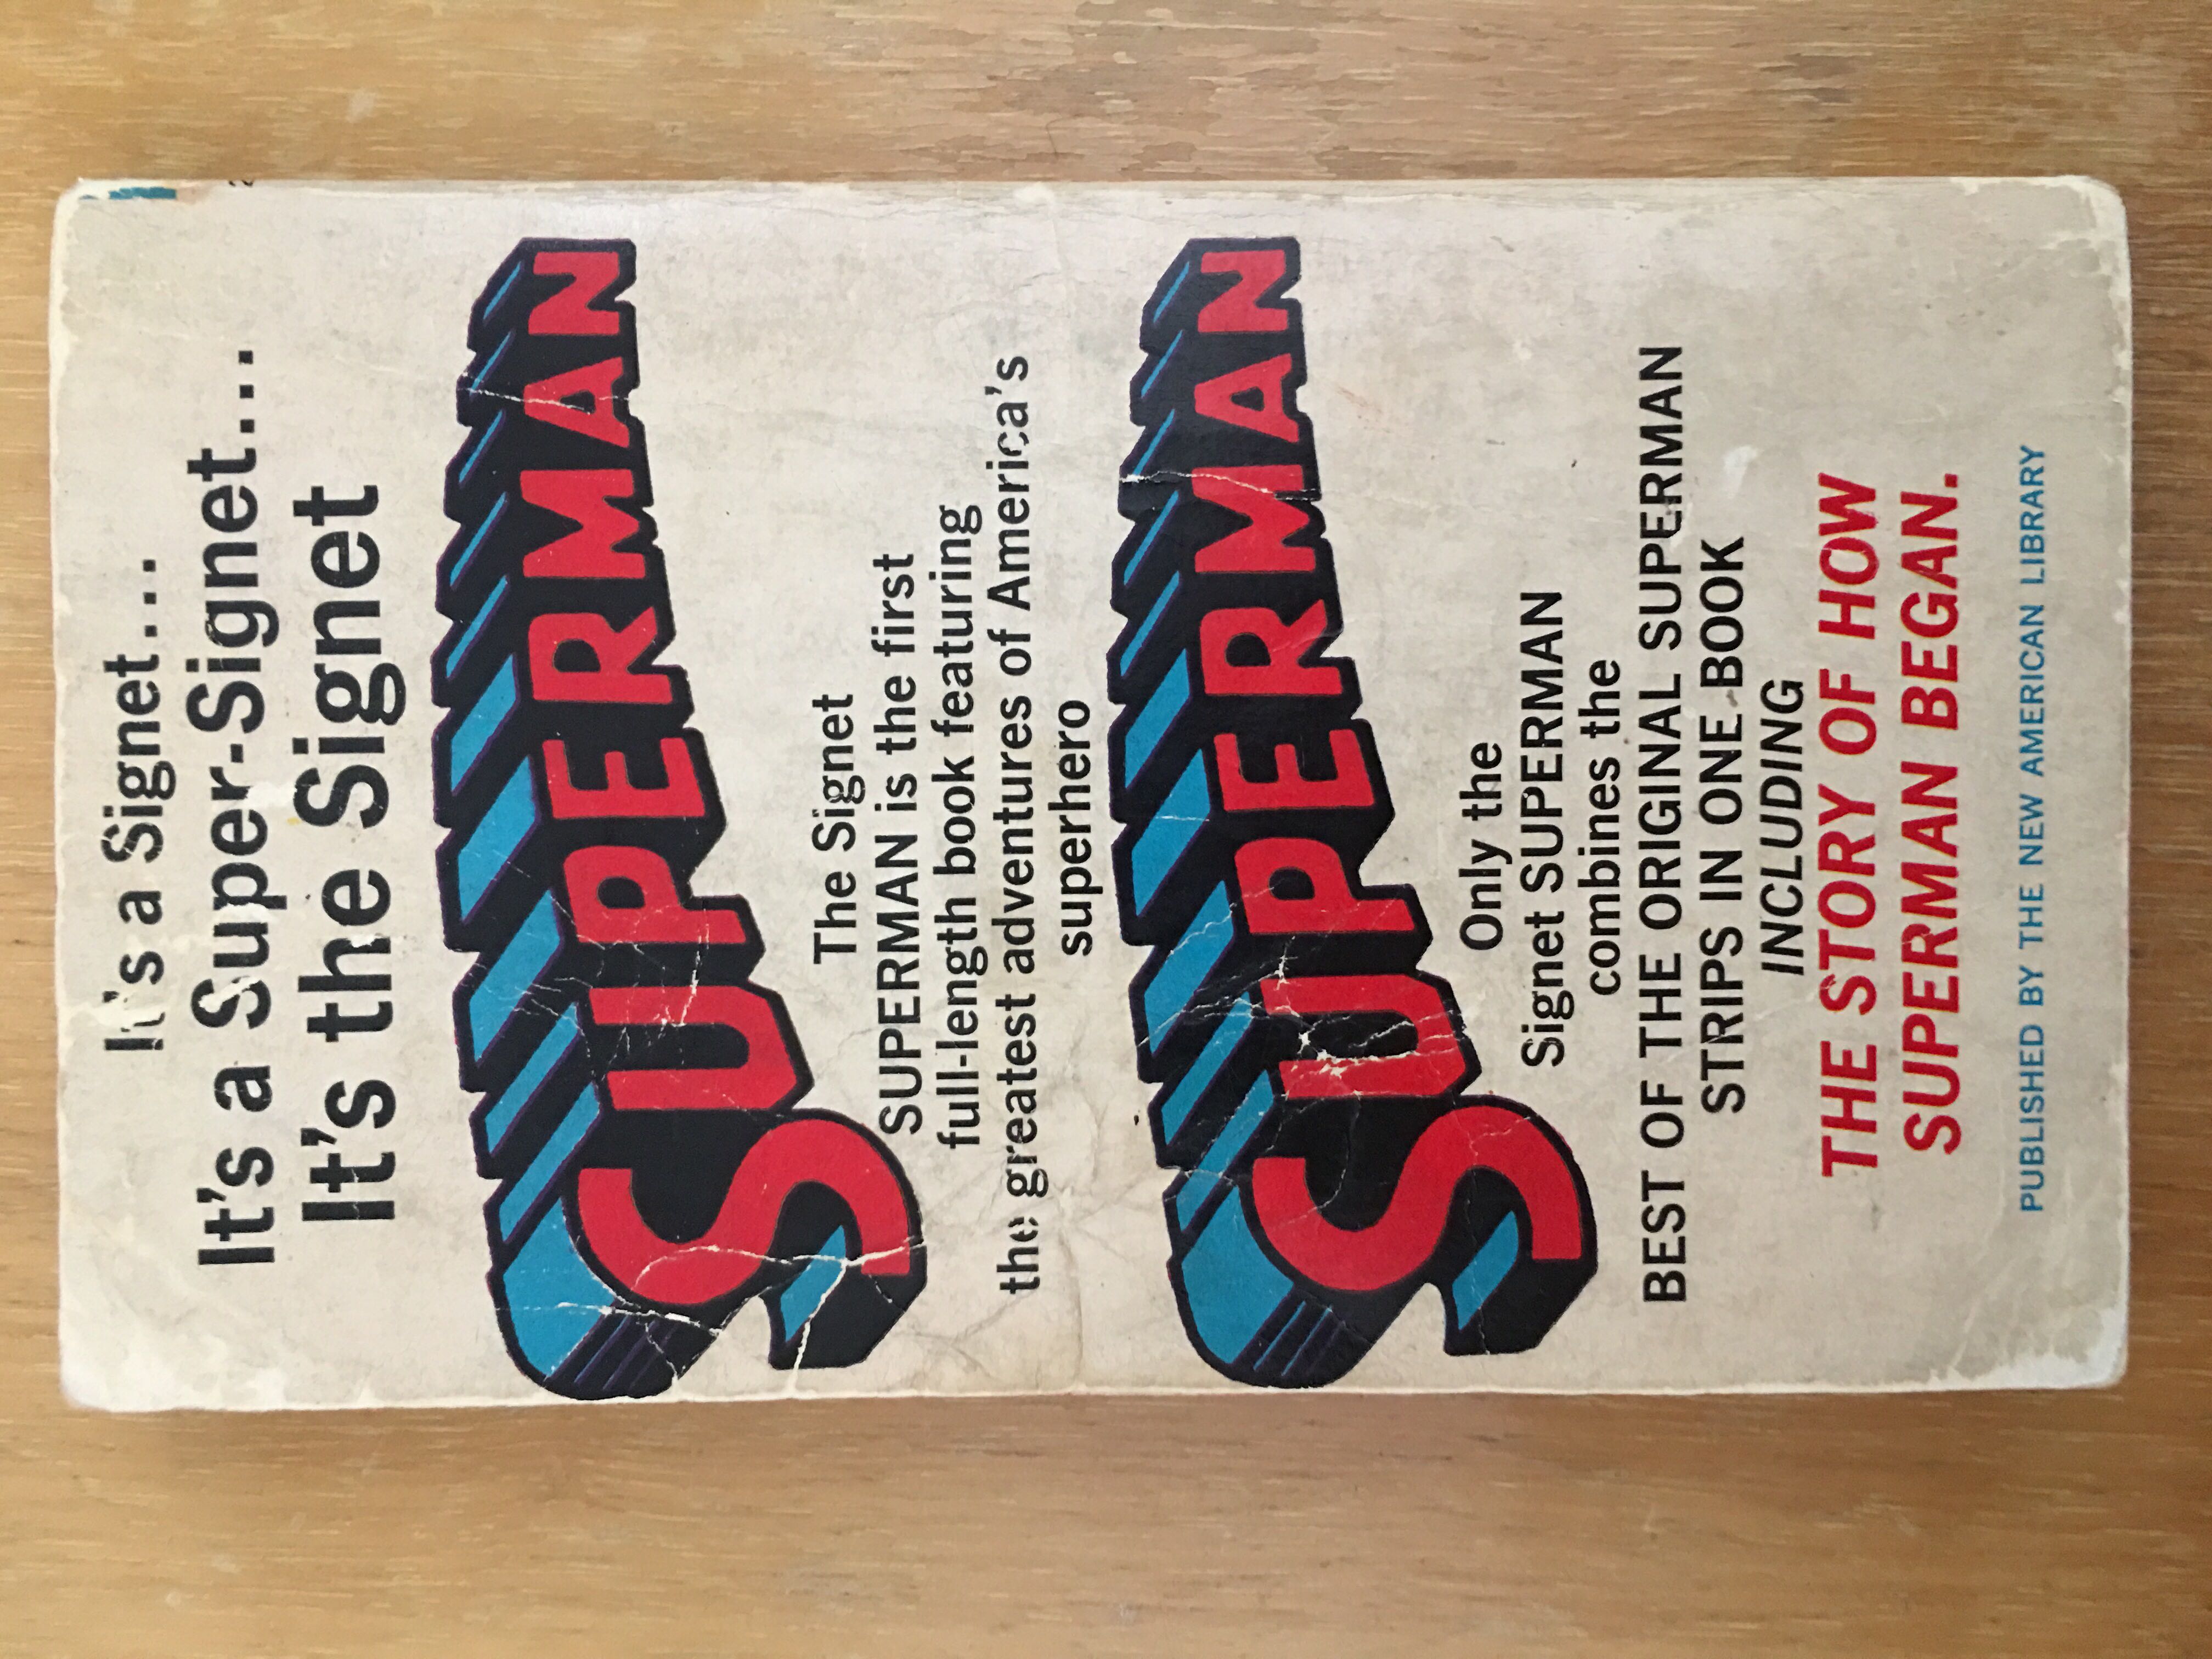 It's a Signet...
It's a Super-Signet...
It's the Signet
SUPERMAN
The Signet
SUPERMAN is the first
full-length book featuring
the greatest adventures of America's
superhero
SUPERMAN
Only the
Signet SUPERMAN
combines the
BEST OF THE ORIGINAL SUPERMAN
STRIPS IN ONE BOOK
INCLUDING
THE STORY OF HOW
SUPERMAN BEGAN.
PUBLISHED BY THE NEW AMERICAN LIBRARY